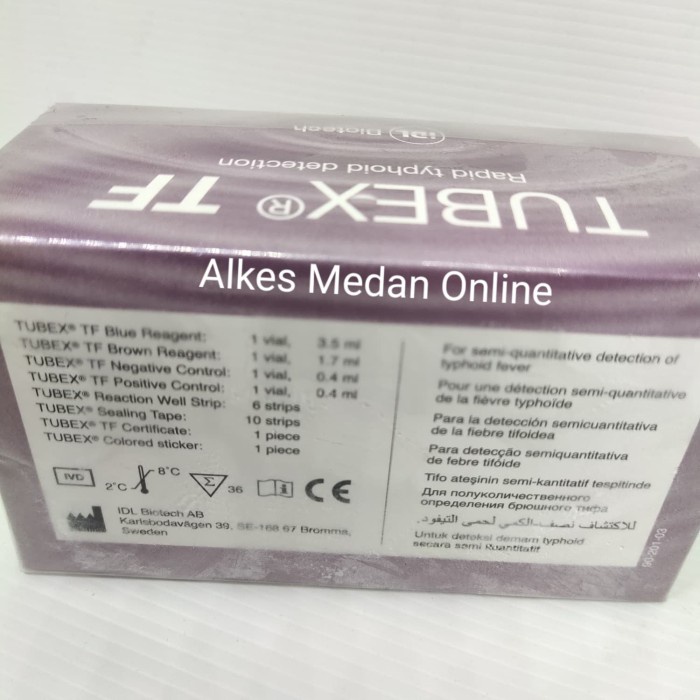 iDL Biotech
Rapid typhoid detection
TUBEX® TF
Alkes Medan Online
TUBEX® TF Blue Reagent: 1 vial, 3.5 ml
TUBEX® TF Brown Reagent: 1 vial, 1.7 ml
TUBEX® TF Negative Control: 1 vial, 0.4 ml
TUBEX® TF Positive Control: 1 vial, 0.4 ml
TUBEX® Reaction Well Strip: 6 strips
TUBEX® Sealing Tape: 10 strips
TUBEX® TF Certificate: 1 piece
TUBEX® Colored sticker: 1 piece
IVD
2°C
8°C
Σ
36
i
CE
IDL Biotech AB
Karlsbodavägen 39, SE-168 67 Bromma,
Sweden
For semi-quantitative detection of
typhoid fever
Pour une détection semi-quantitative
de la fièvre typhoïde
Para la detección semicuantitativa
de la fiebre tifoidea
Para detecção semiquantitativa
de febre tifóide
Tifo ateşinin semi-kantitatif tespitinde
Для полуколичественного
определения брюшного тифа
للاكتشاف نصف الكمي لحمى التيفود.
Untuk deteksi demam typhoid
secara semi kuantitatif
90-201-03